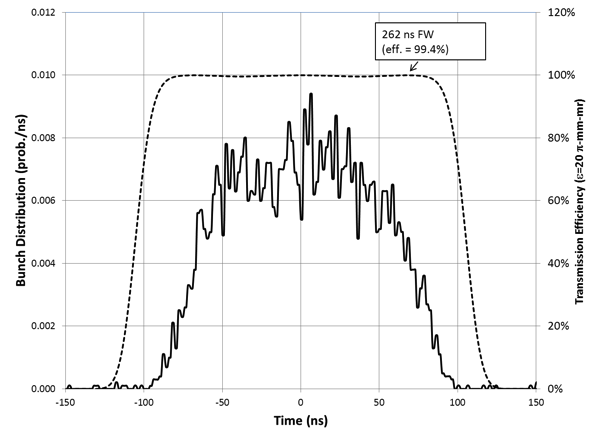 0.012
0.010
0.008
0.006
0.004
0.002
0.000
Bunch Distribution (prob./ns)
262 ns FW
(eff. = 99.4%)
120%
100%
80%
60%
40%
20%
0%
Transmission Efficiency (ε=20 π-mm-mr)
-150 -100 -50 0 50 100 150
Time (ns)